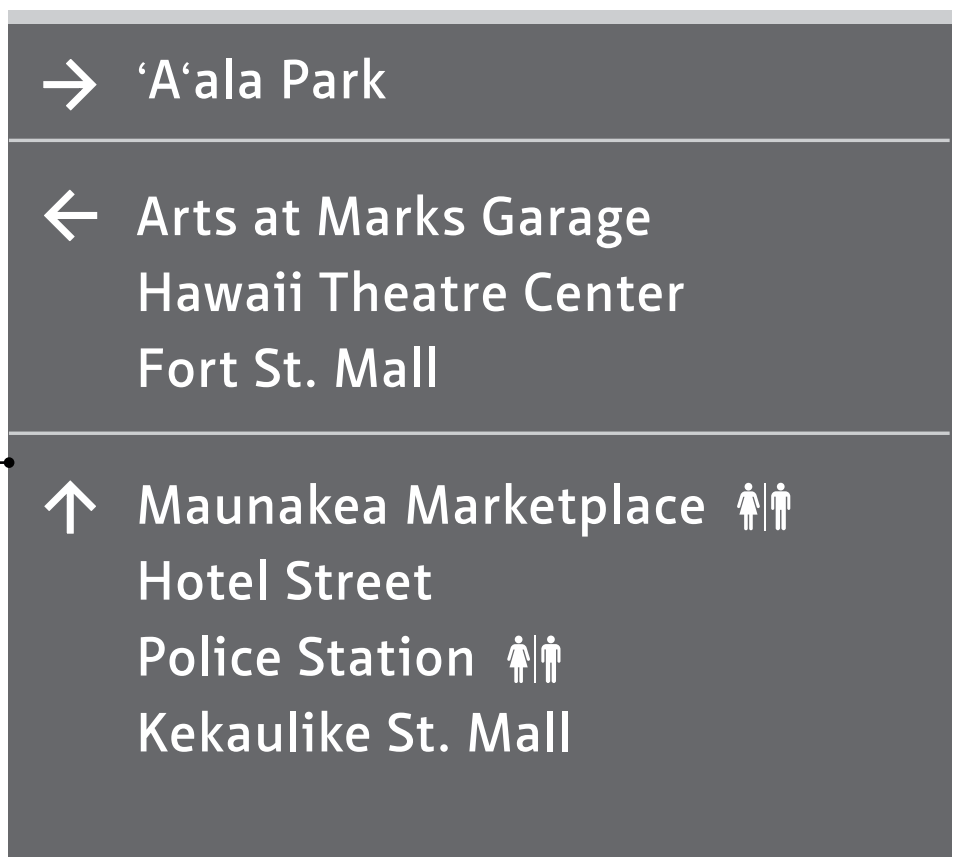 → ‘A‘ala Park
← Arts at Marks Garage
Hawaii Theatre Center
Fort St. Mall
↑ Maunakea Marketplace
Hotel Street
Police Station
Kekaulike St. Mall